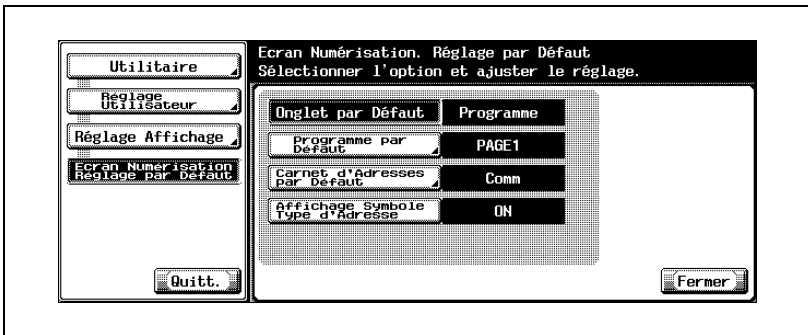 Utilitaire
Réglage
Utilisateur
Réglage Affichage
Ecran Numérisation
Réglage par Défaut
Quitt.
Ecran Numérisation. Réglage par Défaut
Sélectionner l'option et ajuster le réglage.
Onglet par Défaut Programme
Programme par
Défaut
PAGE1
Carnet d'Adresses
par Défaut
Comm
Affichage Symbole
Type d'Adresse
ON
Fermer